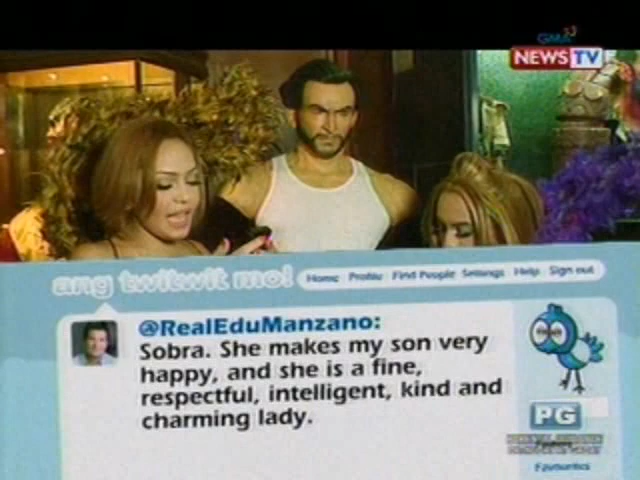 GMA
NEWS TV
ang twitwit mo!
Home Profile Find People Settings Help Sign out
@RealEduManzano:
Sobra. She makes my son very
happy, and she is a fine,
respectful, intelligent, kind and
charming lady.
PG
Favourites